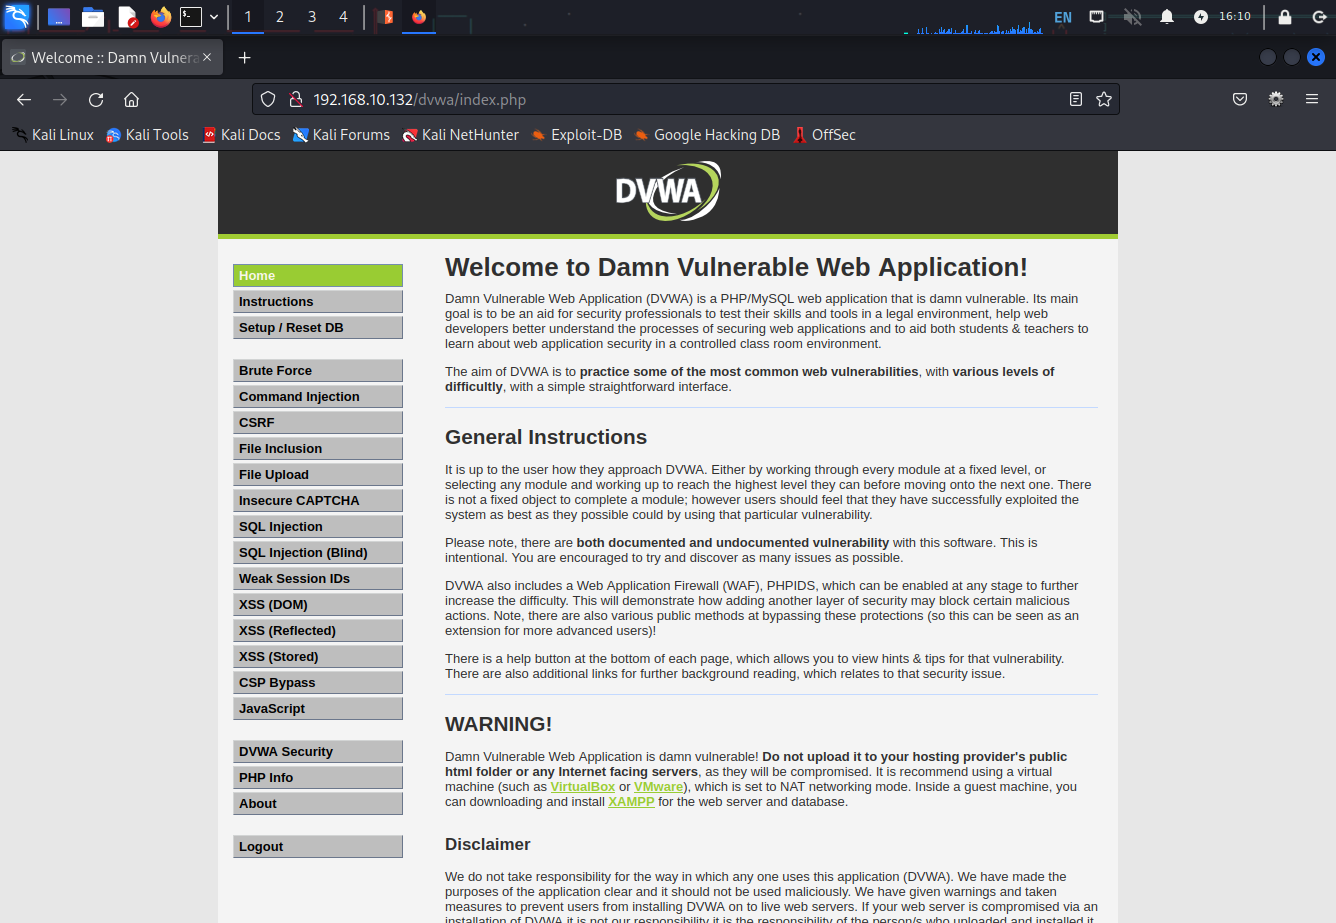 1 2 3 4 EN 16:10
Welcome :: Damn Vulnera
192.168.10.132/dvwa/index.php
Kali Linux Kali Tools Kali Docs Kali Forums Kali NetHunter Exploit-DB Google Hacking DB OffSec
DVWA
Home
Instructions
Setup / Reset DB
Brute Force
Command Injection
CSRF
File Inclusion
File Upload
Insecure CAPTCHA
SQL Injection
SQL Injection (Blind)
Weak Session IDs
XSS (DOM)
XSS (Reflected)
XSS (Stored)
CSP Bypass
JavaScript
DVWA Security
PHP Info
About
Logout
Welcome to Damn Vulnerable Web Application!
Damn Vulnerable Web Application (DVWA) is a PHP/MySQL web application that is damn vulnerable. Its main
goal is to be an aid for security professionals to test their skills and tools in a legal environment, help web
developers better understand the processes of securing web applications and to aid both students & teachers to
learn about web application security in a controlled class room environment.
The aim of DVWA is to practice some of the most common web vulnerabilities, with various levels of
difficultly, with a simple straightforward interface.
General Instructions
It is up to the user how they approach DVWA. Either by working through every module at a fixed level, or
selecting any module and working up to reach the highest level they can before moving onto the next one. There
is not a fixed object to complete a module; however users should feel that they have successfully exploited the
system as best as they possible could by using that particular vulnerability.
Please note, there are both documented and undocumented vulnerability with this software. This is
intentional. You are encouraged to try and discover as many issues as possible.
DVWA also includes a Web Application Firewall (WAF), PHPIDS, which can be enabled at any stage to further
increase the difficulty. This will demonstrate how adding another layer of security may block certain malicious
actions. Note, there are also various public methods at bypassing these protections (so this can be seen as an
extension for more advanced users)!
There is a help button at the bottom of each page, which allows you to view hints & tips for that vulnerability.
There are also additional links for further background reading, which relates to that security issue.
WARNING!
Damn Vulnerable Web Application is damn vulnerable! Do not upload it to your hosting provider's public
html folder or any Internet facing servers, as they will be compromised. It is recommend using a virtual
machine (such as VirtualBox or VMware), which is set to NAT networking mode. Inside a guest machine, you
can downloading and install XAMPP for the web server and database.
Disclaimer
We do not take responsibility for the way in which any one uses this application (DVWA). We have made the
purposes of the application clear and it should not be used maliciously. We have given warnings and taken
measures to prevent users from installing DVWA on to live web servers. If your web server is compromised via an
installation of DVWA it is not our responsibility it is the responsibility of the person/s who uploaded and installed it.